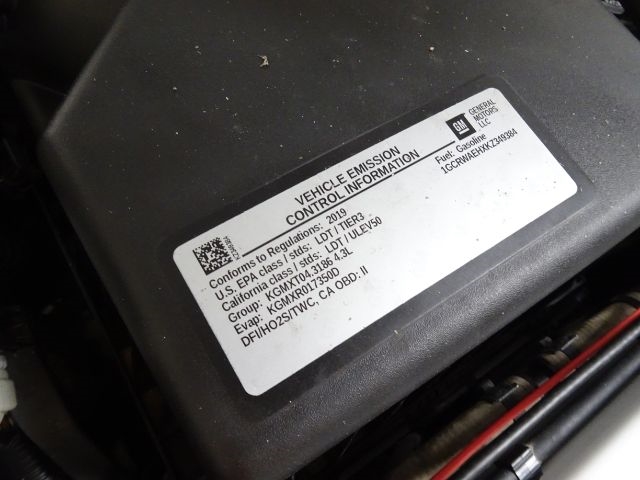 GM
GENERAL
MOTORS
LLC
VEHICLE EMISSION
CONTROL INFORMATION
Fuel: Gasoline
1GCRWAEHXKZ349384
Conforms to Regulations: 2019
U.S. EPA class / stds: LDT / TIER3
California class / stds: LDT / ULEV50
Group: KGMXT04.3186 4.3L
Evap: KGMXR017350D
DFI/HO2S/TWC, CA OBD: II